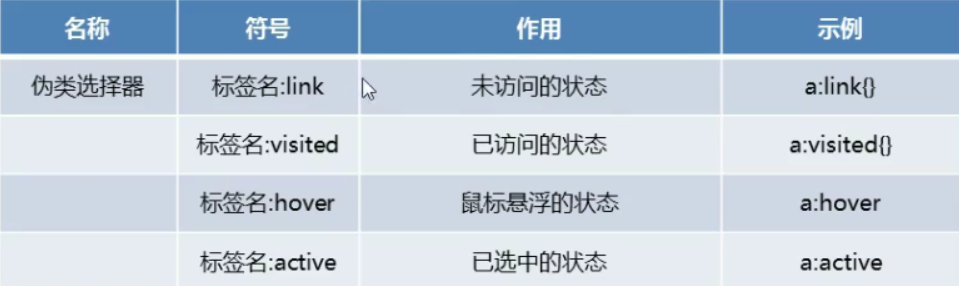 名称 符号 作用 示例
伪类选择器 标签名:link 未访问的状态 a:link{}
标签名:visited 已访问的状态 a:visited{}
标签名:hover 鼠标悬浮的状态 a:hover
标签名:active 已选中的状态 a:active